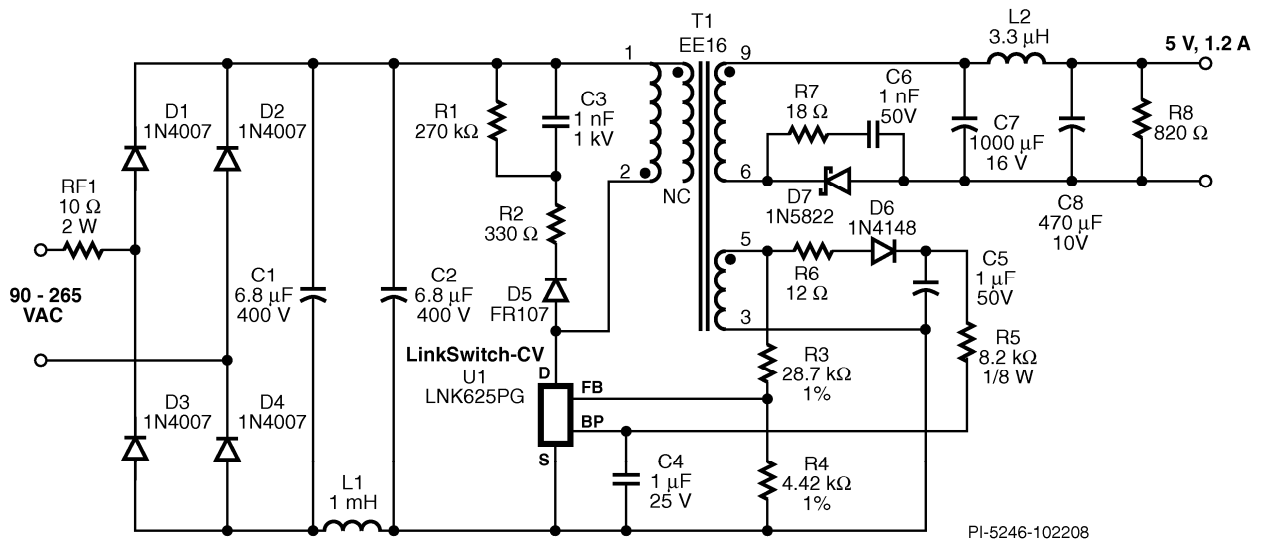 T1
EE16
L2
3.3 µH
5 V, 1.2 A
1
9
D1
1N4007
D2
1N4007
R1
270 kΩ
C3
1 nF
1 kV
R7
18 Ω
C6
1 nF
50V
C7
1000 µF
16 V
R8
820 Ω
2
NC
6
RF1
10 Ω
2 W
R2
330 Ω
D7
1N5822
D6
1N4148
C8
470 µF
10V
5
90 - 265
VAC
C1
6.8 µF
400 V
C2
6.8 µF
400 V
D5
FR107
R6
12 Ω
C5
1 µF
50V
3
LinkSwitch-CV
U1
LNK625PG
D
FB
BP
S
R3
28.7 kΩ
1%
R5
8.2 kΩ
1/8 W
D3
1N4007
D4
1N4007
L1
1 mH
C4
1 µF
25 V
R4
4.42 kΩ
1%
PI-5246-102208